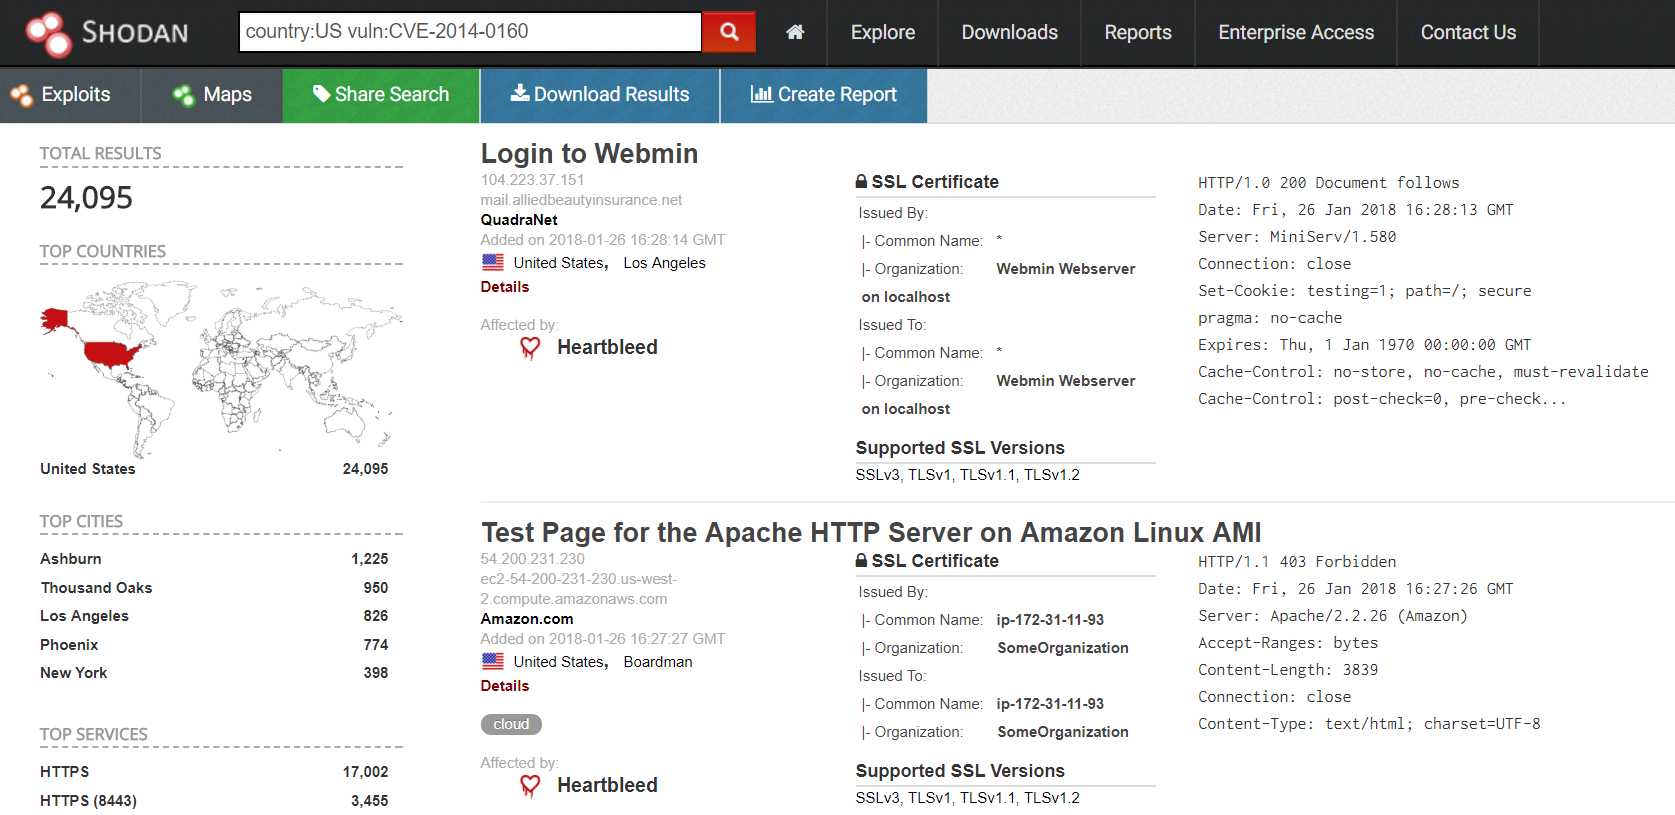 SHODAN
country:US vuln:CVE-2014-0160
Explore
Downloads
Reports
Enterprise Access
Contact Us
Exploits
Maps
Share Search
Download Results
Create Report
TOTAL RESULTS
24,095
TOP COUNTRIES
United States 24,095
TOP CITIES
Ashburn 1,225
Thousand Oaks 950
Los Angeles 826
Phoenix 774
New York 398
TOP SERVICES
HTTPS 17,002
HTTPS (8443) 3,455
Login to Webmin
104.223.37.151
mail.alliedbeautyinsurance.net
QuadraNet
Added on 2018-01-26 16:28:14 GMT
United States, Los Angeles
Details
Affected by:
Heartbleed
SSL Certificate
Issued By:
|- Common Name: *
|- Organization: Webmin Webserver
on localhost
Issued To:
|- Common Name: *
|- Organization: Webmin Webserver
on localhost
Supported SSL Versions
SSLv3, TLSv1, TLSv1.1, TLSv1.2
HTTP/1.0 200 Document follows
Date: Fri, 26 Jan 2018 16:28:13 GMT
Server: MiniServ/1.580
Connection: close
Set-Cookie: testing=1; path=/; secure
pragma: no-cache
Expires: Thu, 1 Jan 1970 00:00:00 GMT
Cache-Control: no-store, no-cache, must-revalidate
Cache-Control: post-check=0, pre-check...
Test Page for the Apache HTTP Server on Amazon Linux AMI
54.200.231.230
ec2-54-200-231-230.us-west-
2.compute.amazonaws.com
Amazon.com
Added on 2018-01-26 16:27:27 GMT
United States, Boardman
Details
cloud
Affected by:
Heartbleed
SSL Certificate
Issued By:
|- Common Name: ip-172-31-11-93
|- Organization: SomeOrganization
Issued To:
|- Common Name: ip-172-31-11-93
|- Organization: SomeOrganization
Supported SSL Versions
SSLv3, TLSv1, TLSv1.1, TLSv1.2
HTTP/1.1 403 Forbidden
Date: Fri, 26 Jan 2018 16:27:26 GMT
Server: Apache/2.2.26 (Amazon)
Accept-Ranges: bytes
Content-Length: 3839
Connection: close
Content-Type: text/html; charset=UTF-8